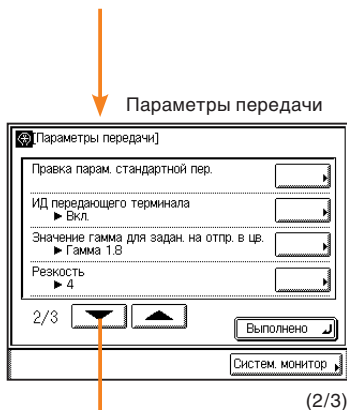 Параметры передачи
[Параметры передачи]
Правка парам. стандартной пер.
ИД передающего терминала
► Вкл.
Значение гамма для задан. на отпр. в цв.
► Гамма 1.8
Резкость
► 4
2/3
Выполнено
Систем. монитор
(2/3)